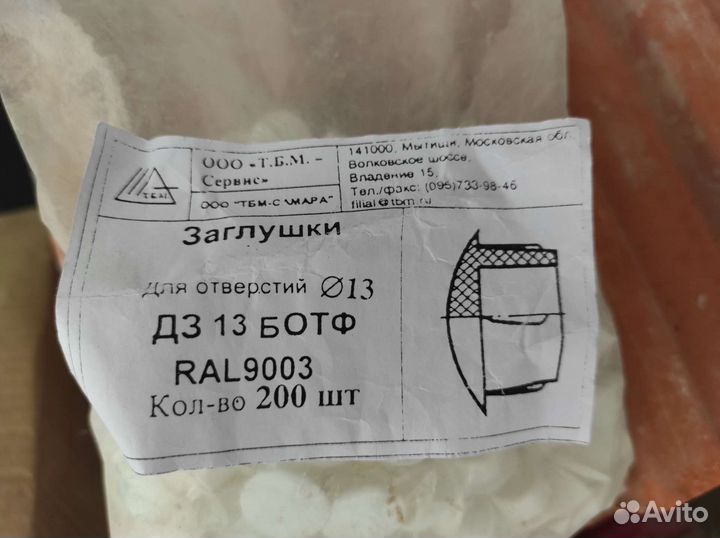 ООО «Т.Б.М. –
Сервис»
ООО "ТБМ-САМАРА"
141000, Мытищи, Московская обл.
Волковское шоссе,
Владение 15,
Тел./факс: (095)733-98-46
filial@tbm.ru
Заглушки
Для отверстий Ø13
ДЗ 13 БОТФ
RAL9003
Кол-во 200 шт
Avito